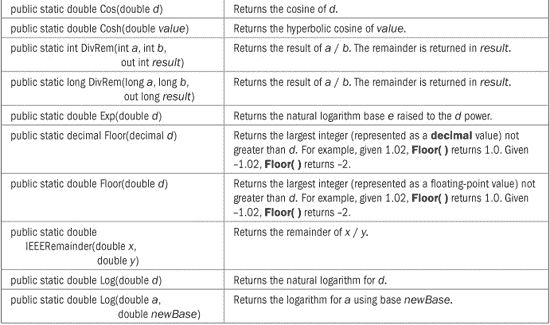 public static double Cos(double d) Returns the cosine of d.
public static double Cosh(double value) Returns the hyperbolic cosine of value.
public static int DivRem(int a, int b, Returns the result of a / b. The remainder is returned in result.
out int result)
public static long DivRem(long a, long b, Returns the result of a / b. The remainder is returned in result.
out long result)
public static double Exp(double d) Returns the natural logarithm base e raised to the d power.
public static decimal Floor(decimal d) Returns the largest integer (represented as a decimal value) not
greater than d. For example, given 1.02, Floor( ) returns 1.0. Given
–1.02, Floor( ) returns –2.
public static double Floor(double d) Returns the largest integer (represented as a floating-point value) not
greater than d. For example, given 1.02, Floor( ) returns 1.0. Given
–1.02, Floor( ) returns –2.
public static double Returns the remainder of x / y.
IEEERemainder(double x,
double y)
public static double Log(double d) Returns the natural logarithm for d.
public static double Log(double a, Returns the logarithm for a using base newBase.
double newBase)